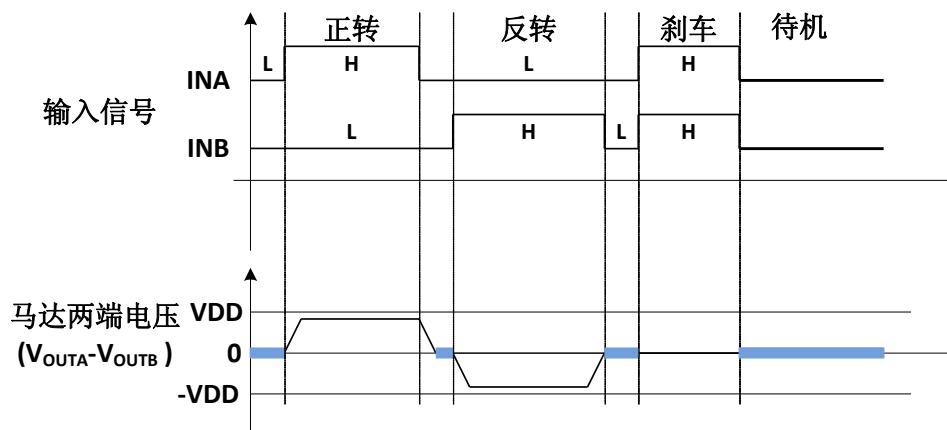 正转 反转 刹车 待机
L H L H
INA
输入信号
L H L H
INB
马达两端电压 VDD
(VOUTA-VOUTB ) 0
-VDD